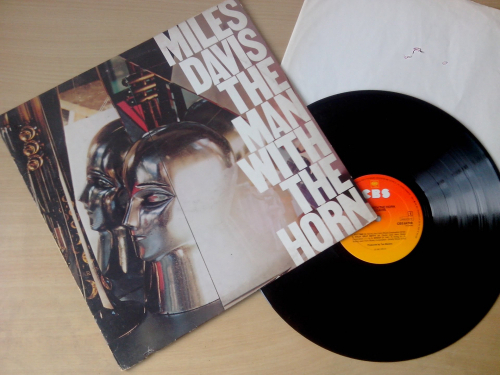 MILES
DAVIS
THE
MAN
WITH
THE
HORN
CBS